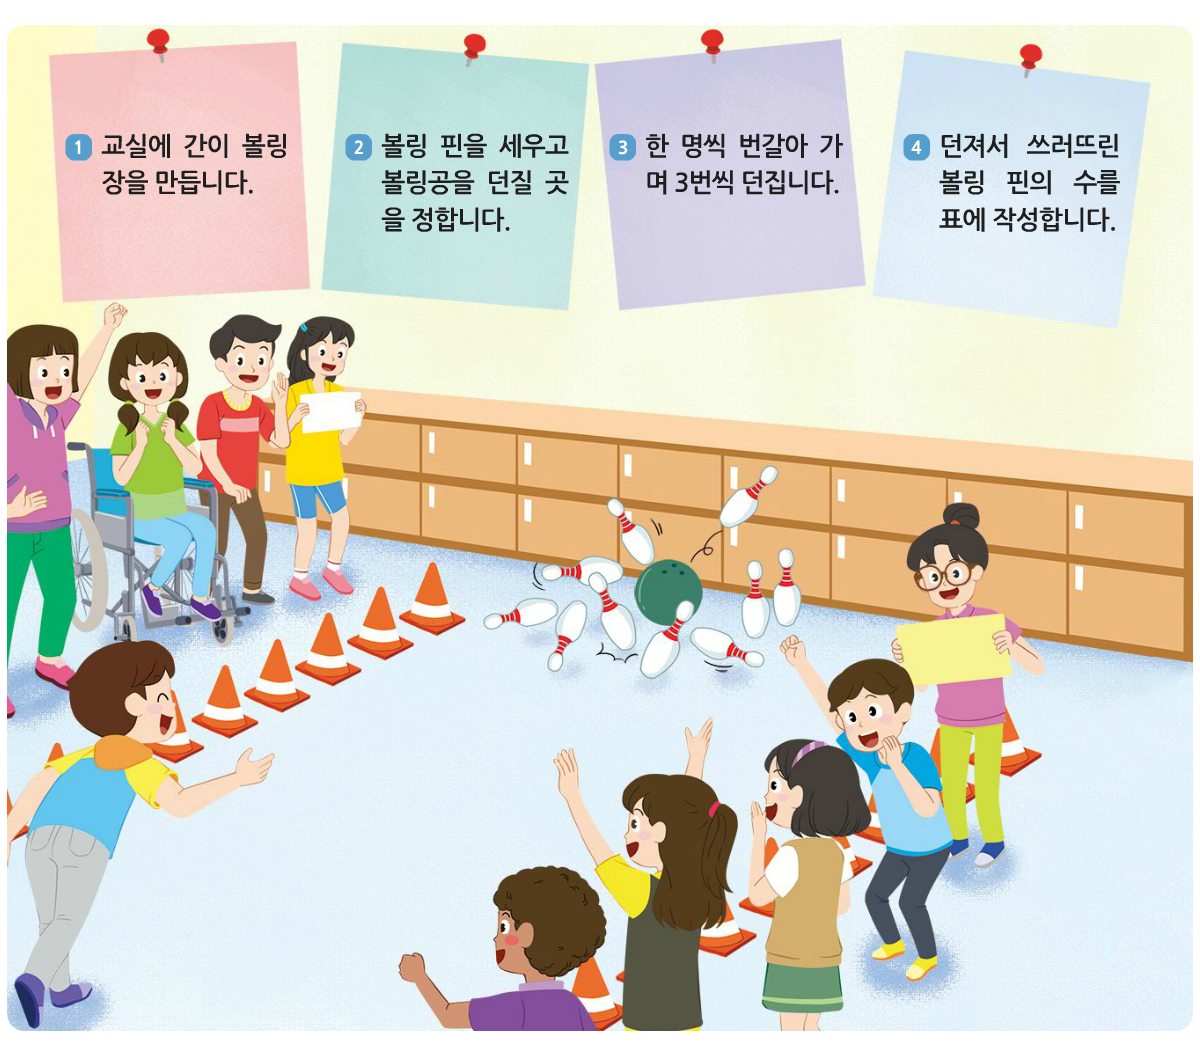 1 교실에 간이 볼링
장을 만듭니다.
2 볼링 핀을 세우고
볼링공을 던질 곳
을 정합니다.
3 한 명씩 번갈아 가
며 3번씩 던집니다.
4 던져서 쓰러뜨린
볼링 핀의 수를
표에 작성합니다.